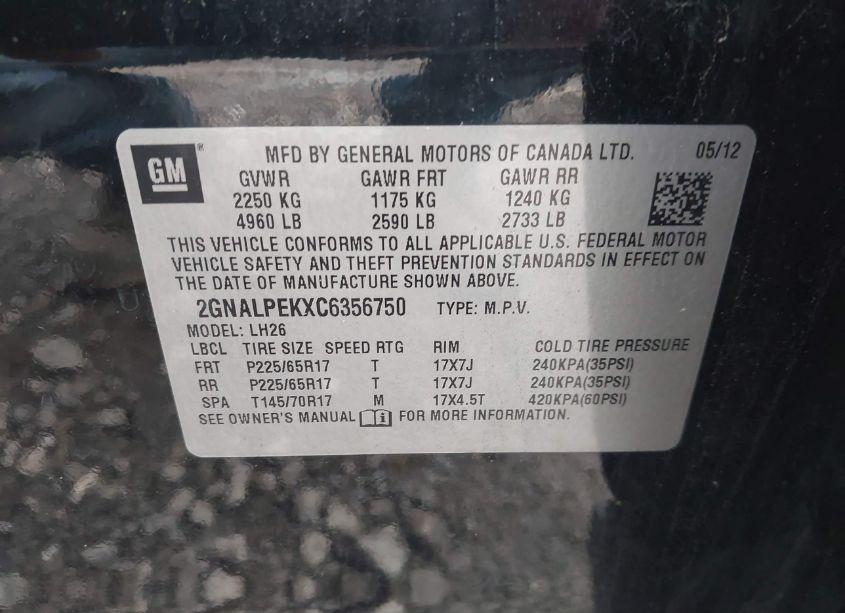 GM® MFD BY GENERAL MOTORS OF CANADA LTD. 05/12
GVWR GAWR FRT GAWR RR
2250 KG 1175 KG 1240 KG
4960 LB 2590 LB 2733 LB
THIS VEHICLE CONFORMS TO ALL APPLICABLE U.S. FEDERAL MOTOR
VEHICLE SAFETY AND THEFT PREVENTION STANDARDS IN EFFECT ON
THE DATE OF MANUFACTURE SHOWN ABOVE.
2GNALPEKXC6356750 TYPE: M.P.V.
MODEL: LH26
LBCL TIRE SIZE SPEED RTG RIM COLD TIRE PRESSURE
FRT P225/65R17 T 17X7J 240KPA(35PSI)
RR P225/65R17 T 17X7J 240KPA(35PSI)
SPA T145/70R17 M 17X4.5T 420KPA(60PSI)
SEE OWNER'S MANUAL FOR MORE INFORMATION.